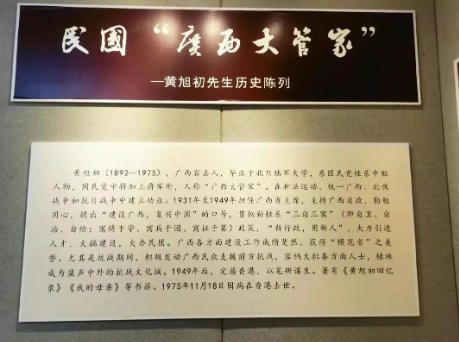 民國“廣西大管家”
—黄旭初先生历史陈列
黄旭初（1892—1975），广西容县人，毕业于北京陆军大学，系国民党桂系中枢
人物，国民党中将加上将军衔，人称“广西大管家”。在护法运动、统一广西、北伐
战争和抗日战争中建立功业。1931年至1949年担任广西省主席，主持广西省政，勤勉
同心，提出“建设广西，复兴中国”的口号，曾以新桂系“三自三寓”（即自卫、自
治、自给；寓将于学、寓兵于团、寓征于募）政策，“新行政，用新人”，大力引进
人才，大搞建设，大办民团。广西各方面建设工作成绩斐然，获得“模范省”之美
誉。尤其是抗战期间，积极发动广西民众支援前方抗战，容纳大批各方面人士，桂林
成为蜚声中外的抗战文化城。1949年后，定居香港，以笔耕谋生。著有《黄旭初回忆
录》《我的母亲》等书籍。1975年11月18日因病在香港去世。